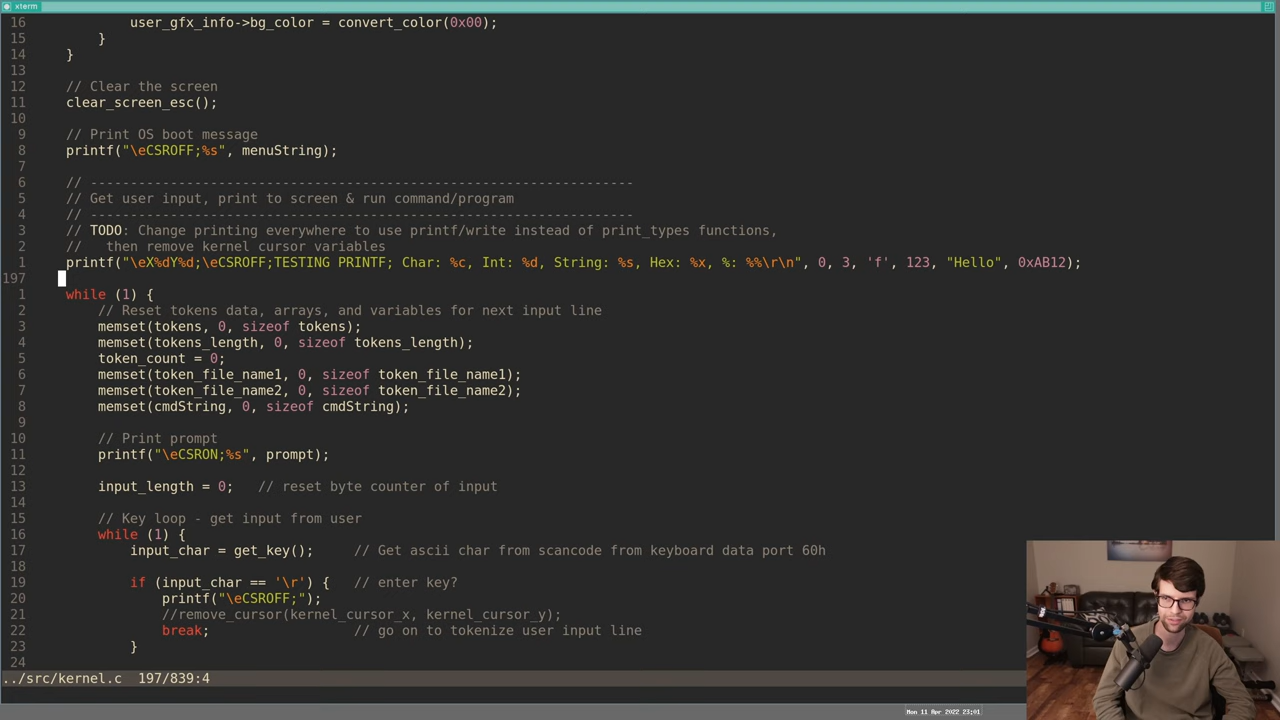 xterm
16 user_gfx_info->bg_color = convert_color(0x00);
15 }
14 }
13
12 // Clear the screen
11 clear_screen_esc();
10
9 // Print OS boot message
8 printf("\eCSROFF;%s", menuString);
7
6 // --------------------------------------------------------------------
5 // Get user input, print to screen & run command/program
4 // --------------------------------------------------------------------
3 // TODO: Change printing everywhere to use printf/write instead of print_types functions,
2 //   then remove kernel cursor variables
1 printf("\eX%dY%d;\eCSROFF;TESTING PRINTF; Char: %c, Int: %d, String: %s, Hex: %x, %: %%\r\n", 0, 3, 'f', 123, "Hello", 0xAB12);
197
1 while (1) {
2 // Reset tokens data, arrays, and variables for next input line
3 memset(tokens, 0, sizeof tokens);
4 memset(tokens_length, 0, sizeof tokens_length);
5 token_count = 0;
6 memset(token_file_name1, 0, sizeof token_file_name1);
7 memset(token_file_name2, 0, sizeof token_file_name2);
8 memset(cmdString, 0, sizeof cmdString);
9
10 // Print prompt
11 printf("\eCSRON;%s", prompt);
12
13 input_length = 0;   // reset byte counter of input
14
15 // Key loop - get input from user
16 while (1) {
17 input_char = get_key();     // Get ascii char from scancode from keyboard data port 60h
18
19 if (input_char == '\r') {   // enter key?
20 printf("\eCSROFF;");
21 //remove_cursor(kernel_cursor_x, kernel_cursor_y);
22 break;                  // go on to tokenize user input line
23 }
24
../src/kernel.c  197/839:4
Mon 11 Apr 2022 23:01